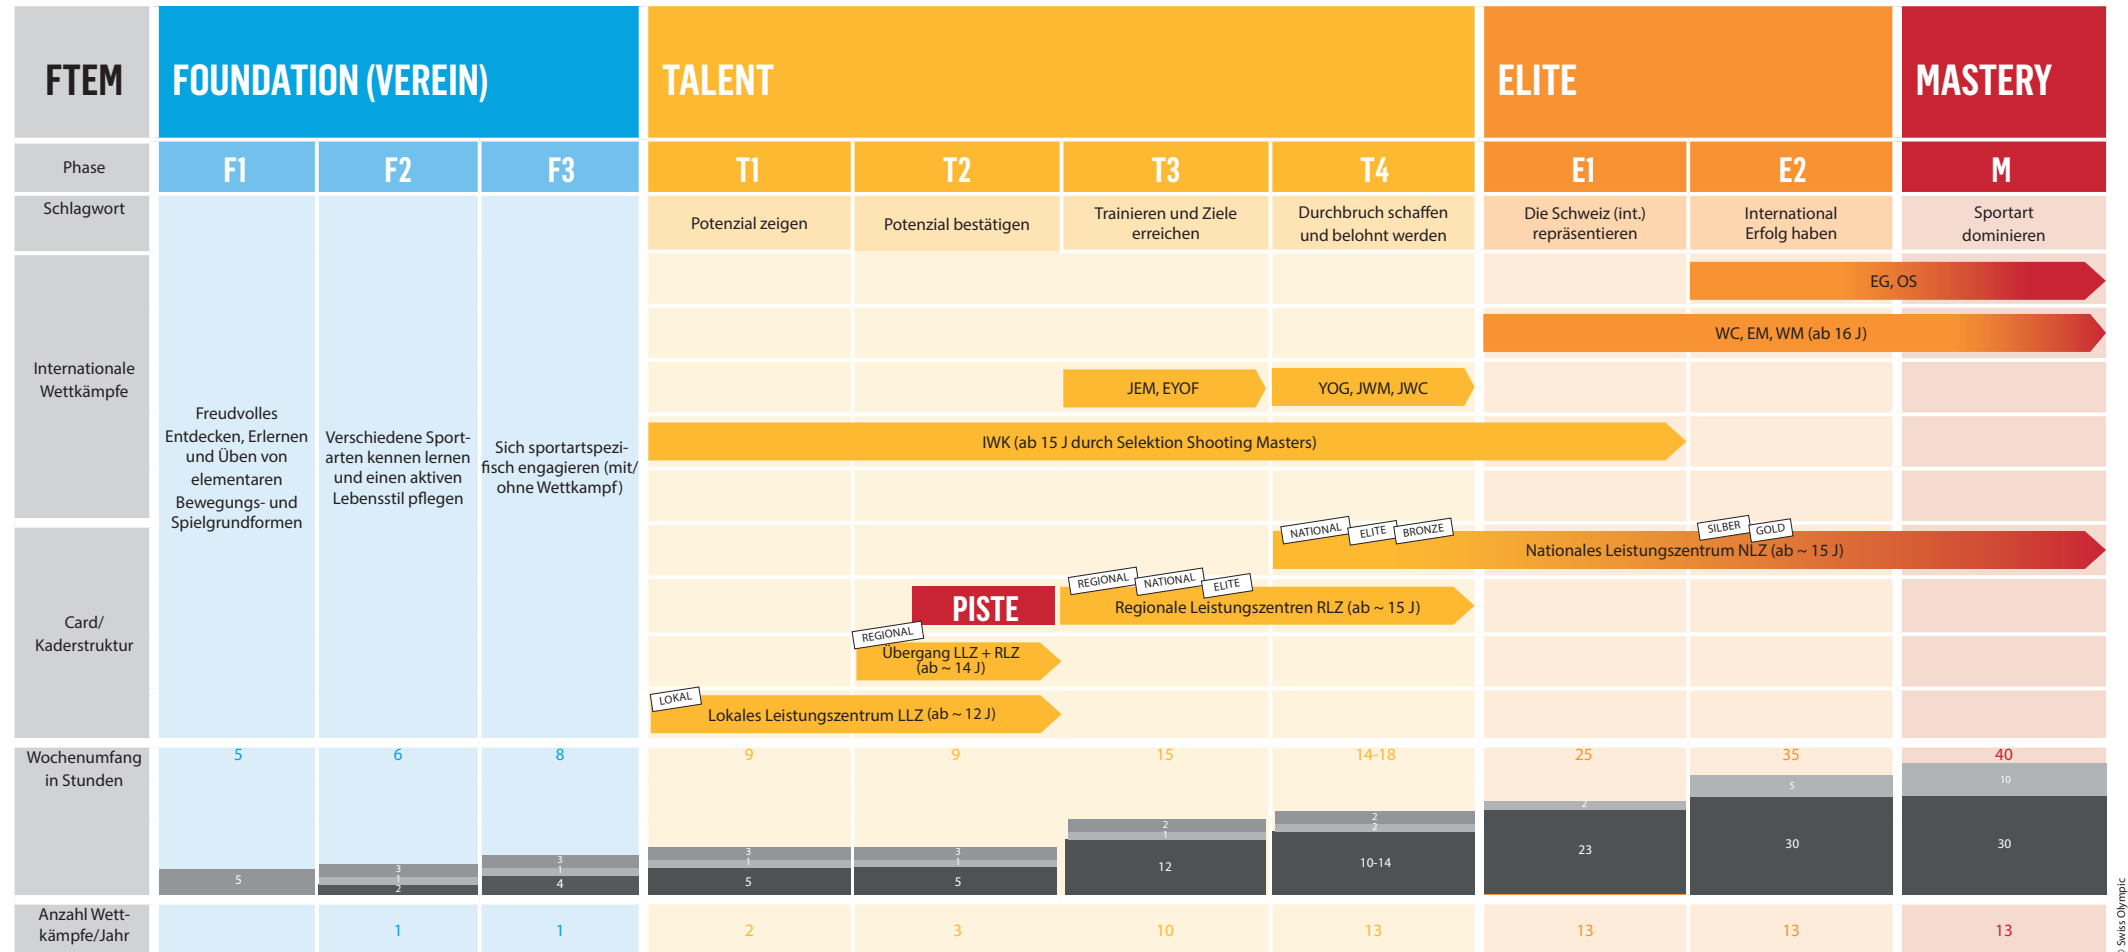 FTEM
FOUNDATION (VEREIN)
TALENT
ELITE
MASTERY
Phase
F1
F2
F3
T1
T2
T3
T4
E1
E2
M
Schlagwort
Potenzial zeigen
Potenzial bestätigen
Trainieren und Ziele
erreichen
Durchbruch schaffen
und belohnt werden
Die Schweiz (int.)
repräsentieren
International
Erfolg haben
Sportart
dominieren
Freudvolles
Entdecken, Erlernen
und Üben von
elementaren
Bewegungs- und
Spielgrundformen
Verschiedene Sport-
arten kennen lernen
und einen aktiven
Lebensstil pflegen
Sich sportartspezi-
fisch engagieren (mit/
ohne Wettkampf)
Internationale
Wettkämpfe
EG, OS
WC, EM, WM (ab 16 J)
JEM, EYOF
YOG, JWM, JWC
IWK (ab 15 J durch Selektion Shooting Masters)
Card/
Kaderstruktur
NATIONAL
ELITE
BRONZE
SILBER
GOLD
Nationales Leistungszentrum NLZ (ab ~ 15 J)
REGIONAL
NATIONAL
ELITE
PISTE
Regionale Leistungszentren RLZ (ab ~ 15 J)
REGIONAL
Übergang LLZ + RLZ
(ab ~ 14 J)
LOKAL
Lokales Leistungszentrum LLZ (ab ~ 12 J)
Wochenumfang
in Stunden
5
6
8
9
9
15
14-18
25
35
40
5
3
1
2
3
1
4
3
1
5
3
1
5
2
1
12
2
2
10-14
2
23
5
30
10
30
Anzahl Wett-
kämpfe/Jahr
1
1
2
3
10
13
13
13
13
Swiss Olympic